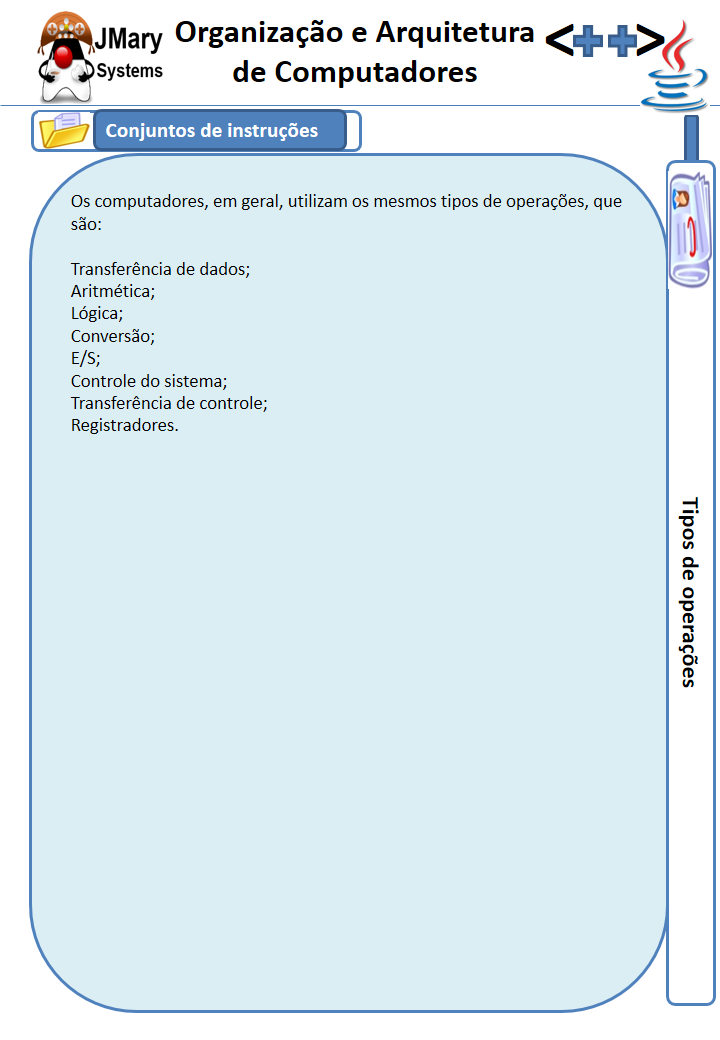 JMary
Systems
Organização e Arquitetura
de Computadores
<++>
Conjuntos de instruções
Os computadores, em geral, utilizam os mesmos tipos de operações, que
são:
Transferência de dados;
Aritmética;
Lógica;
Conversão;
E/S;
Controle do sistema;
Transferência de controle;
Registradores.
Tipos de operações